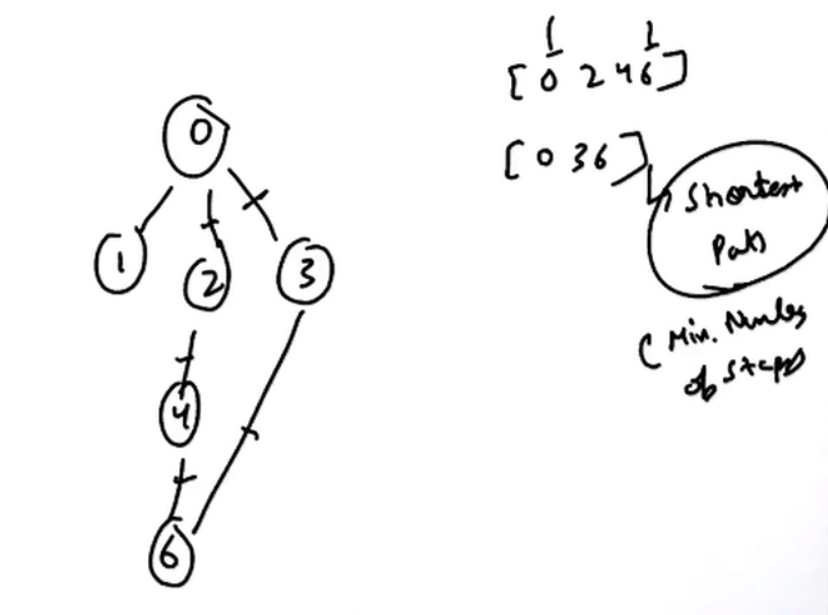 0
1
2
3
4
6
1 1
[0 2 4 6]
[0 3 6]
Shortest
Path
(Min. Number
of steps